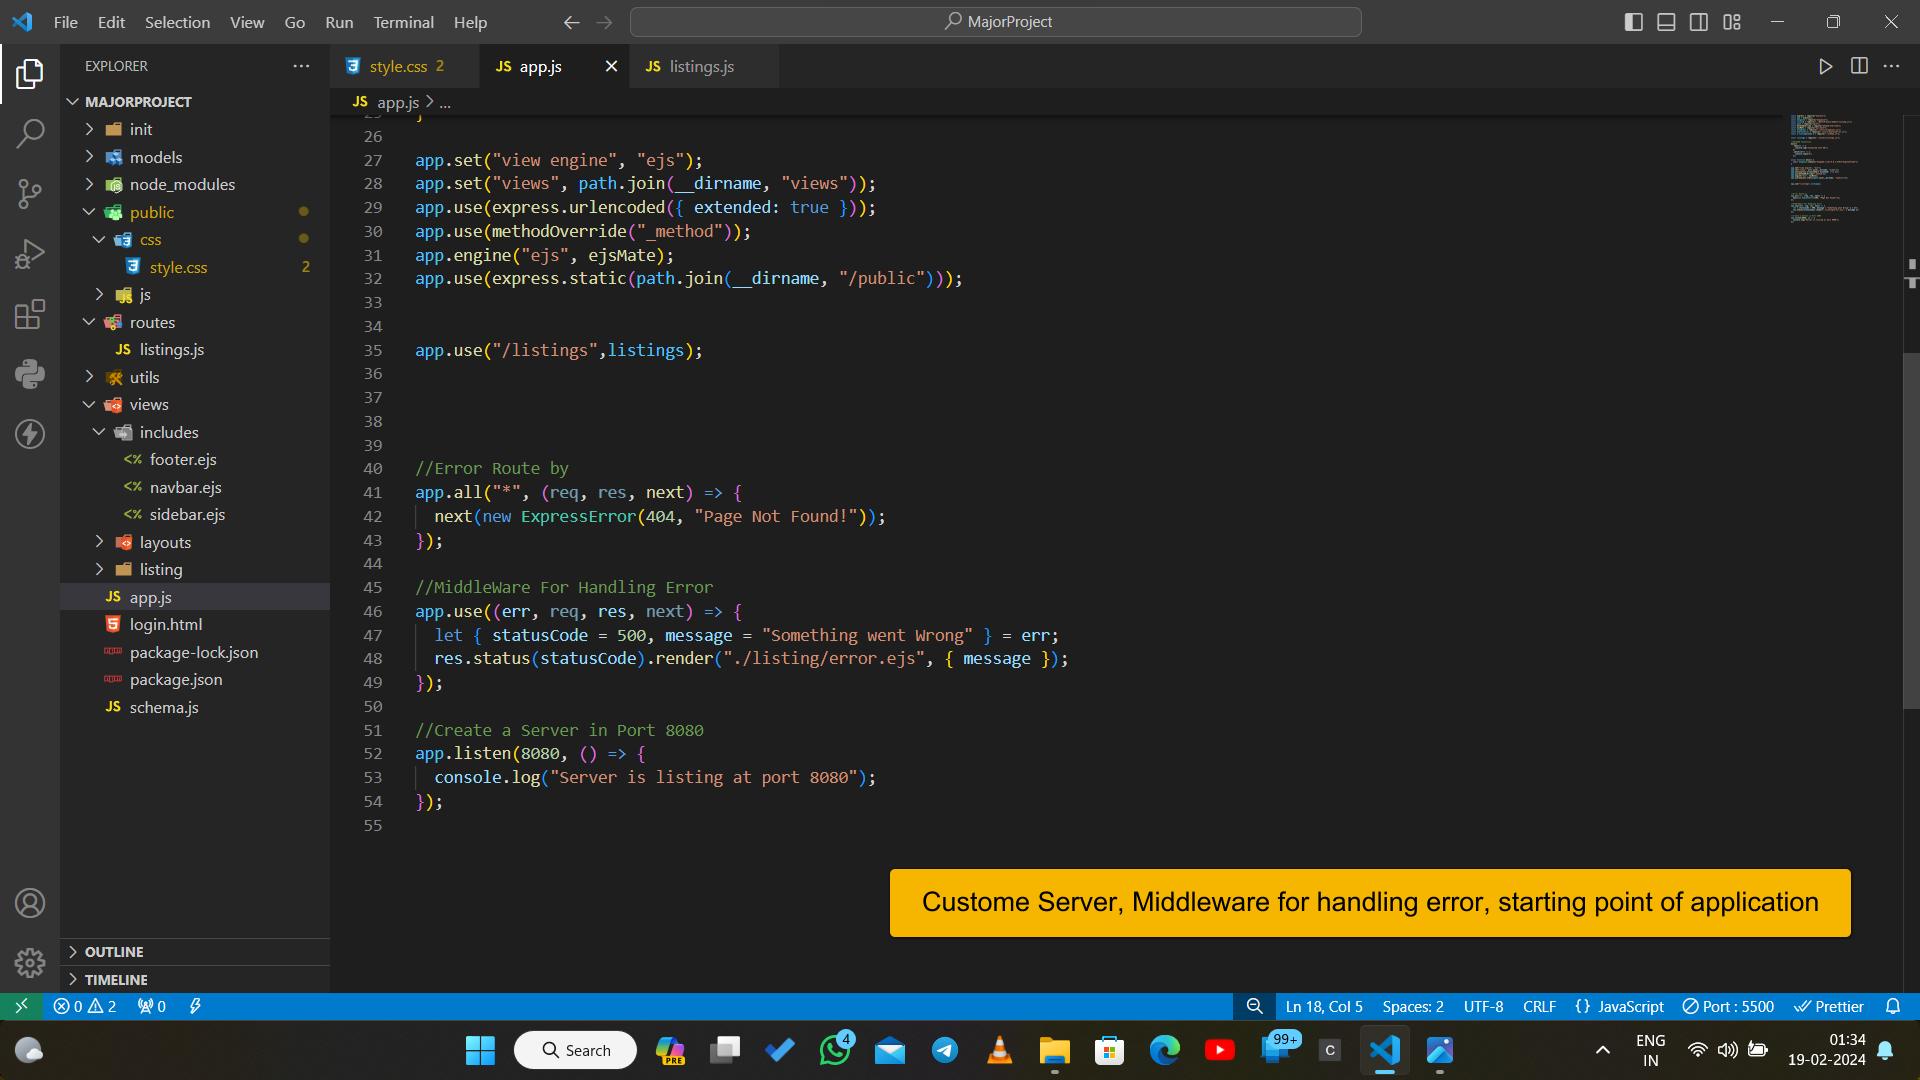 File Edit Selection View Go Run Terminal Help
MajorProject
EXPLORER
MAJORPROJECT
init
models
node_modules
public
css
style.css 2
js
routes
listings.js
utils
views
includes
<% footer.ejs
<% navbar.ejs
<% sidebar.ejs
layouts
listing
JS app.js
login.html
package-lock.json
package.json
JS schema.js
OUTLINE
TIMELINE
style.css 2
JS app.js
JS listings.js
JS app.js > ...
25 }
26
27 app.set("view engine", "ejs");
28 app.set("views", path.join(__dirname, "views"));
29 app.use(express.urlencoded({ extended: true }));
30 app.use(methodOverride("_method"));
31 app.engine("ejs", ejsMate);
32 app.use(express.static(path.join(__dirname, "/public")));
33
34
35 app.use("/listings",listings);
36
37
38
39
40 //Error Route by
41 app.all("*", (req, res, next) => {
42 next(new ExpressError(404, "Page Not Found!"));
43 });
44
45 //MiddleWare For Handling Error
46 app.use((err, req, res, next) => {
47 let { statusCode = 500, message = "Something went Wrong" } = err;
48 res.status(statusCode).render("./listing/error.ejs", { message });
49 });
50
51 //Create a Server in Port 8080
52 app.listen(8080, () => {
53 console.log("Server is listing at port 8080");
54 });
55
Custome Server, Middleware for handling error, starting point of application
0 2 0 Ln 18, Col 5 Spaces: 2 UTF-8 CRLF {} JavaScript Port : 5500 Prettier
Search
PRE
4
99+
C
ENG
IN
01:34
19-02-2024